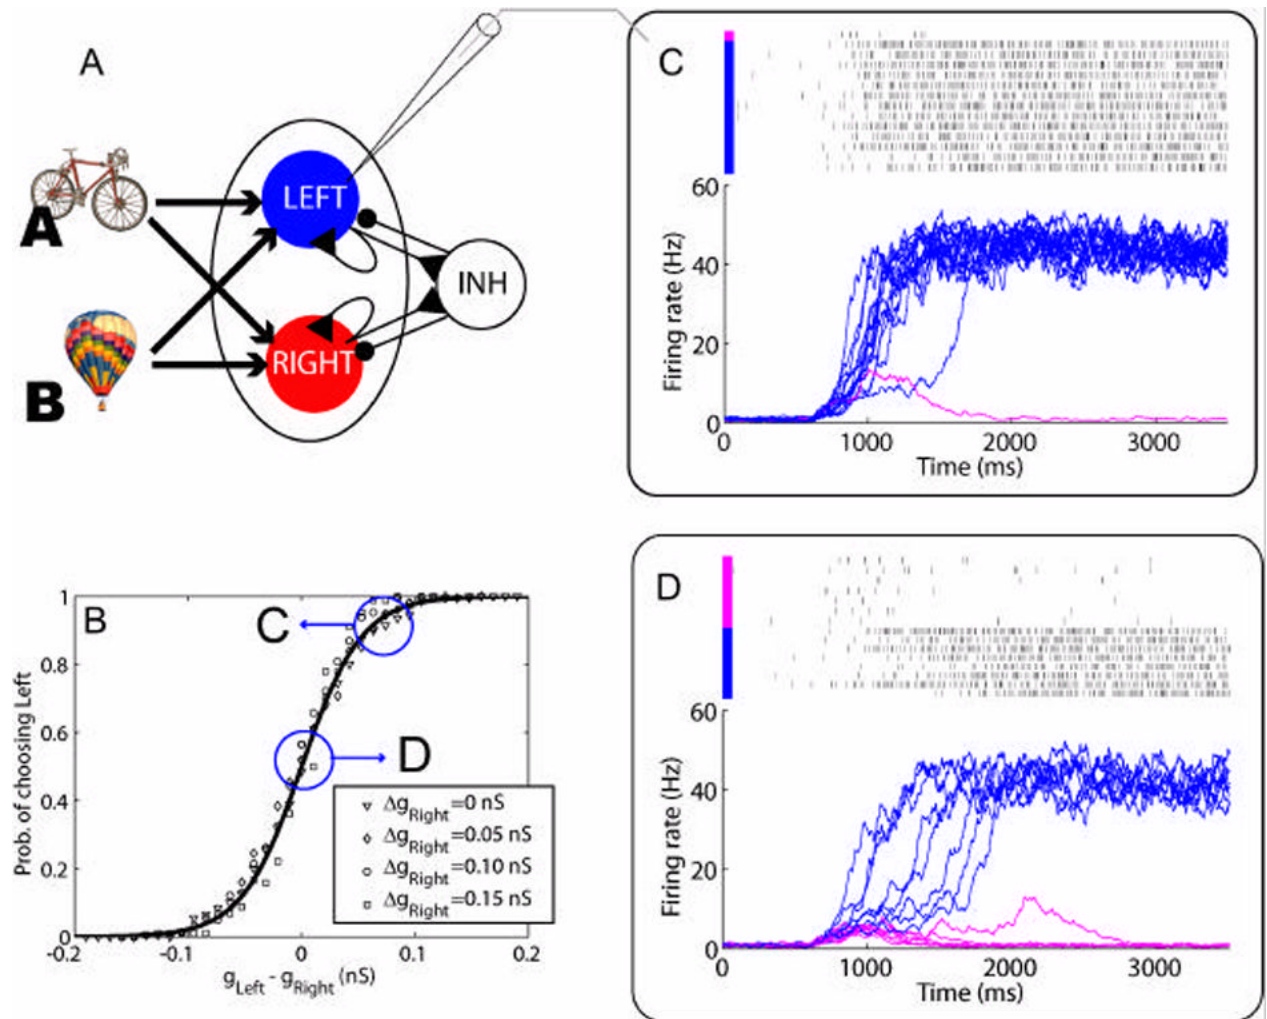 A
A
B
LEFT
RIGHT
INH
C
60
40
20
0
Firing rate (Hz)
0 1000 2000 3000
Time (ms)
B
C
D
1
0.8
0.6
0.4
0.2
0
Prob. of choosing Left
-0.2 -0.1 0 0.1 0.2
gLeft - gRight (nS)
ΔgRight=0 nS
ΔgRight=0.05 nS
ΔgRight=0.10 nS
ΔgRight=0.15 nS
D
60
40
20
0
Firing rate (Hz)
0 1000 2000 3000
Time (ms)